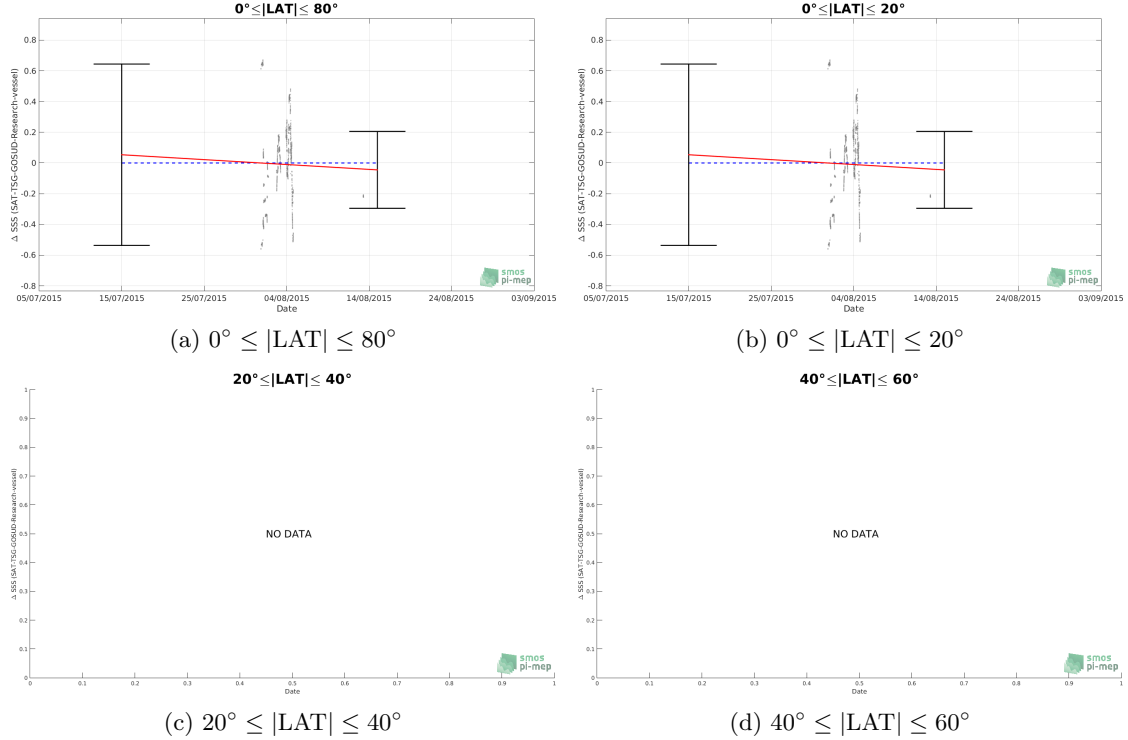 0°≤|LAT|≤ 80°
Δ SSS (SAT-TSG-GOSUD-Research-vessel)
0.8
0.6
0.4
0.2
0
-0.2
-0.4
-0.6
-0.8
05/07/2015 15/07/2015 25/07/2015 04/08/2015 14/08/2015 24/08/2015 03/09/2015
Date
smos
pi-mep
(a) 0° ≤ |LAT| ≤ 80°
0°≤|LAT|≤ 20°
Δ SSS (SAT-TSG-GOSUD-Research-vessel)
0.8
0.6
0.4
0.2
0
-0.2
-0.4
-0.6
-0.8
05/07/2015 15/07/2015 25/07/2015 04/08/2015 14/08/2015 24/08/2015 03/09/2015
Date
smos
pi-mep
(b) 0° ≤ |LAT| ≤ 20°
20°≤|LAT|≤ 40°
Δ SSS (SAT-TSG-GOSUD-Research-vessel)
1
0.9
0.8
0.7
0.6
0.5
0.4
0.3
0.2
0.1
0
NO DATA
0 0.1 0.2 0.3 0.4 0.5 0.6 0.7 0.8 0.9 1
Date
smos
pi-mep
(c) 20° ≤ |LAT| ≤ 40°
40°≤|LAT|≤ 60°
Δ SSS (SAT-TSG-GOSUD-Research-vessel)
1
0.9
0.8
0.7
0.6
0.5
0.4
0.3
0.2
0.1
0
NO DATA
0 0.1 0.2 0.3 0.4 0.5 0.6 0.7 0.8 0.9 1
Date
smos
pi-mep
(d) 40° ≤ |LAT| ≤ 60°